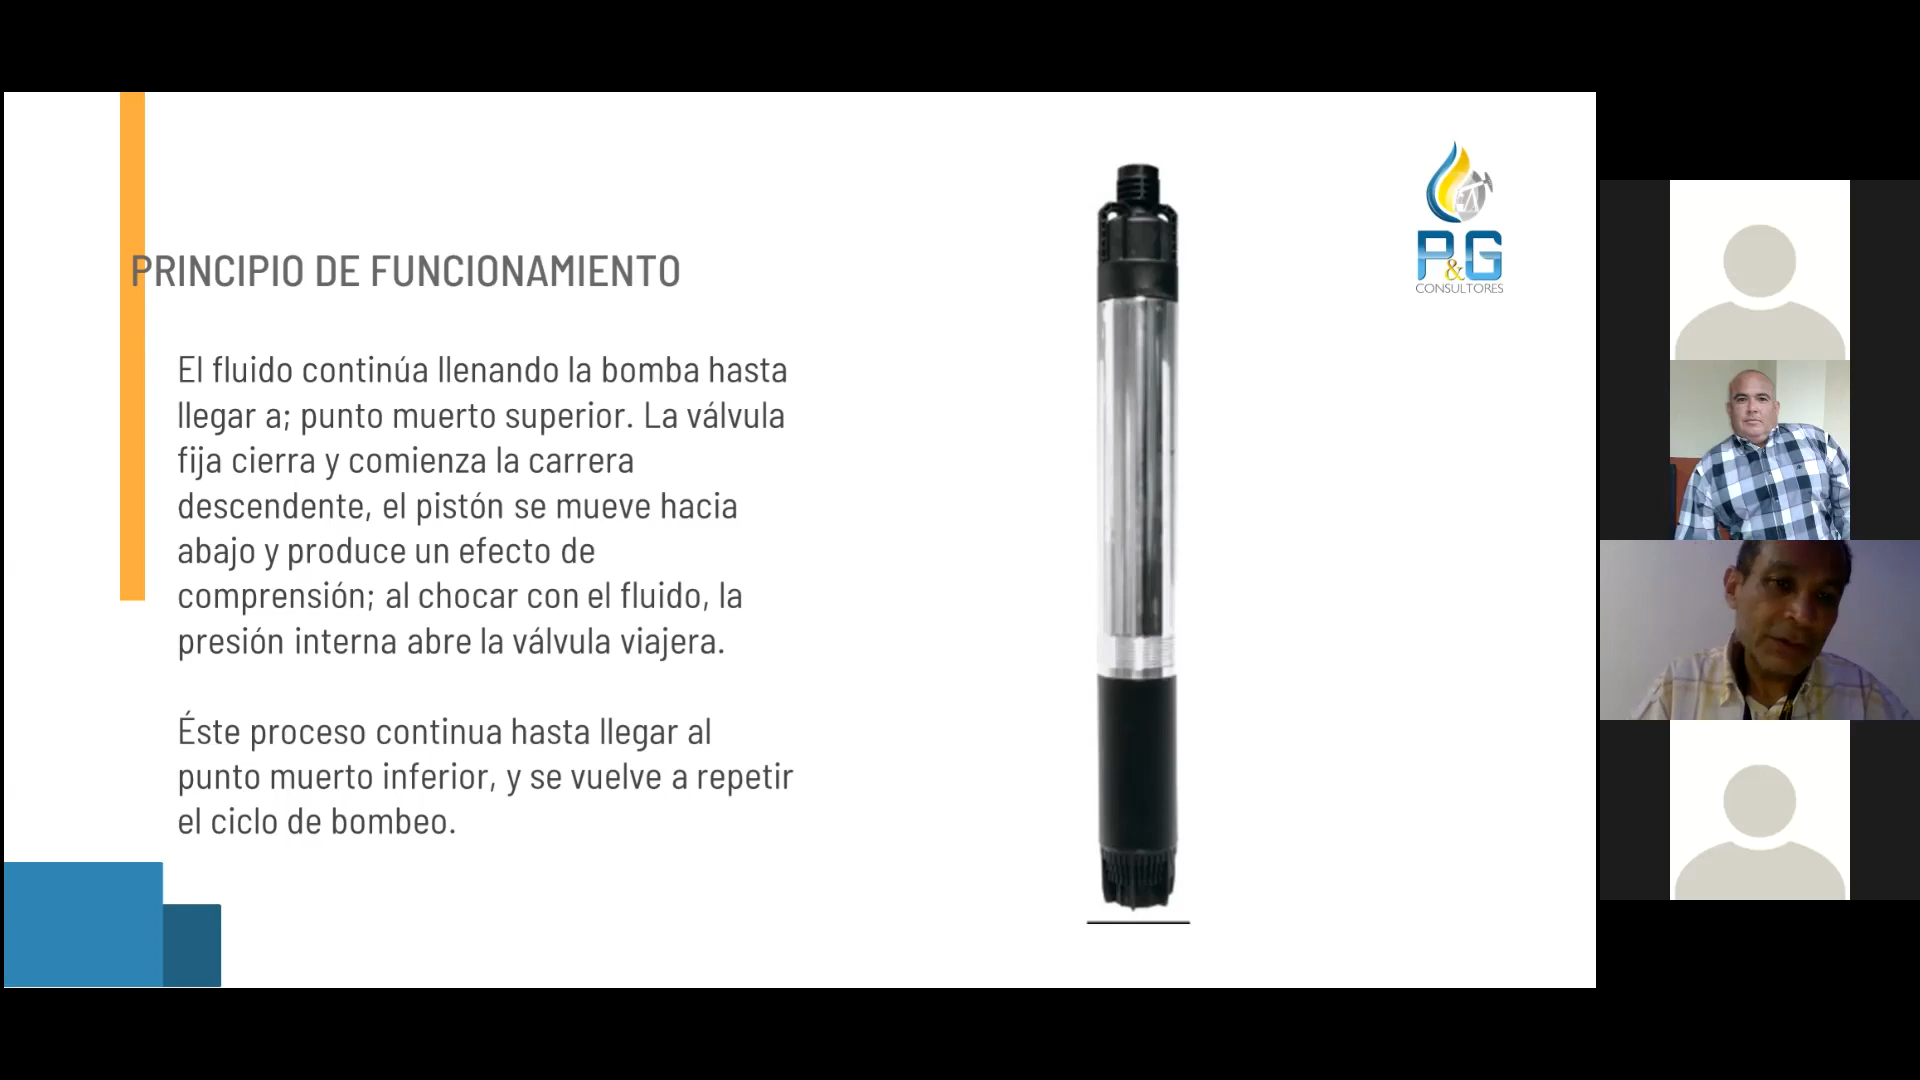 PRINCIPIO DE FUNCIONAMIENTO
El fluido continúa llenando la bomba hasta
llegar a; punto muerto superior. La válvula
fija cierra y comienza la carrera
descendente, el pistón se mueve hacia
abajo y produce un efecto de
comprensión; al chocar con el fluido, la
presión interna abre la válvula viajera.
Éste proceso continua hasta llegar al
punto muerto inferior, y se vuelve a repetir
el ciclo de bombeo.
P&G
CONSULTORES